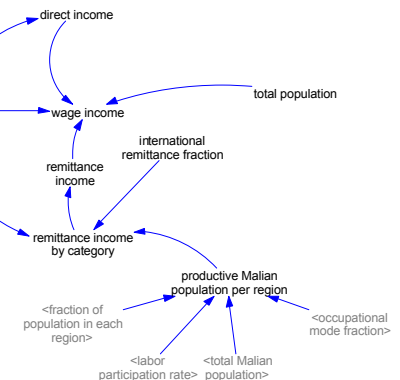 direct income
total population
wage income
international
remittance fraction
remittance
income
remittance income
by category
productive Malian
population per region
<fraction of
population in each
region>
<occupational
mode fraction>
<labor
participation rate>
<total Malian
population>